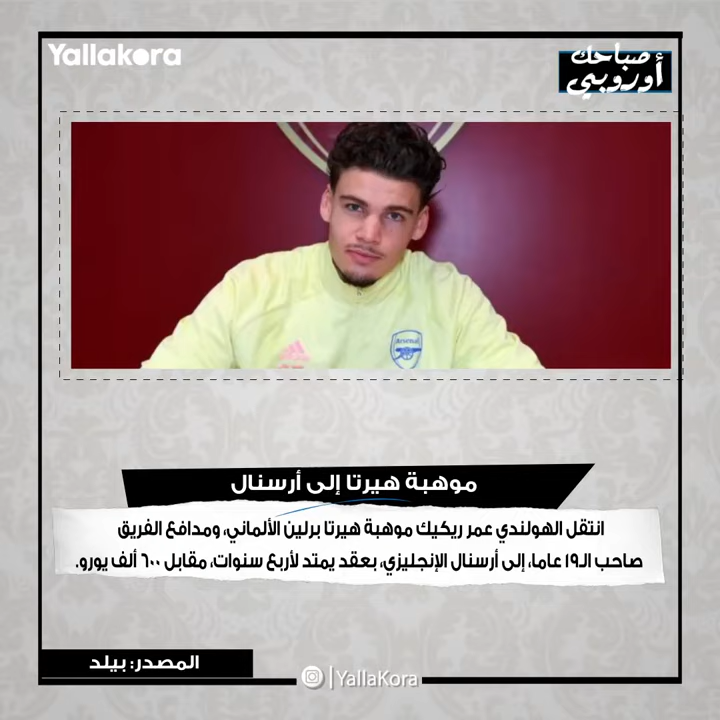 Yallakora
صباحك
أوروبي
Arsenal
موهبة هيرتا إلى أرسنال
انتقل الهولندي عمر ريكيك موهبة هيرتا برلين الألماني، ومدافع الفريق
صاحب الـ١٩ عاما، إلى أرسنال الإنجليزي، بعقد يمتد لأربع سنوات، مقابل ٦٠٠ ألف يورو.
المصدر: بيلد
YallaKora